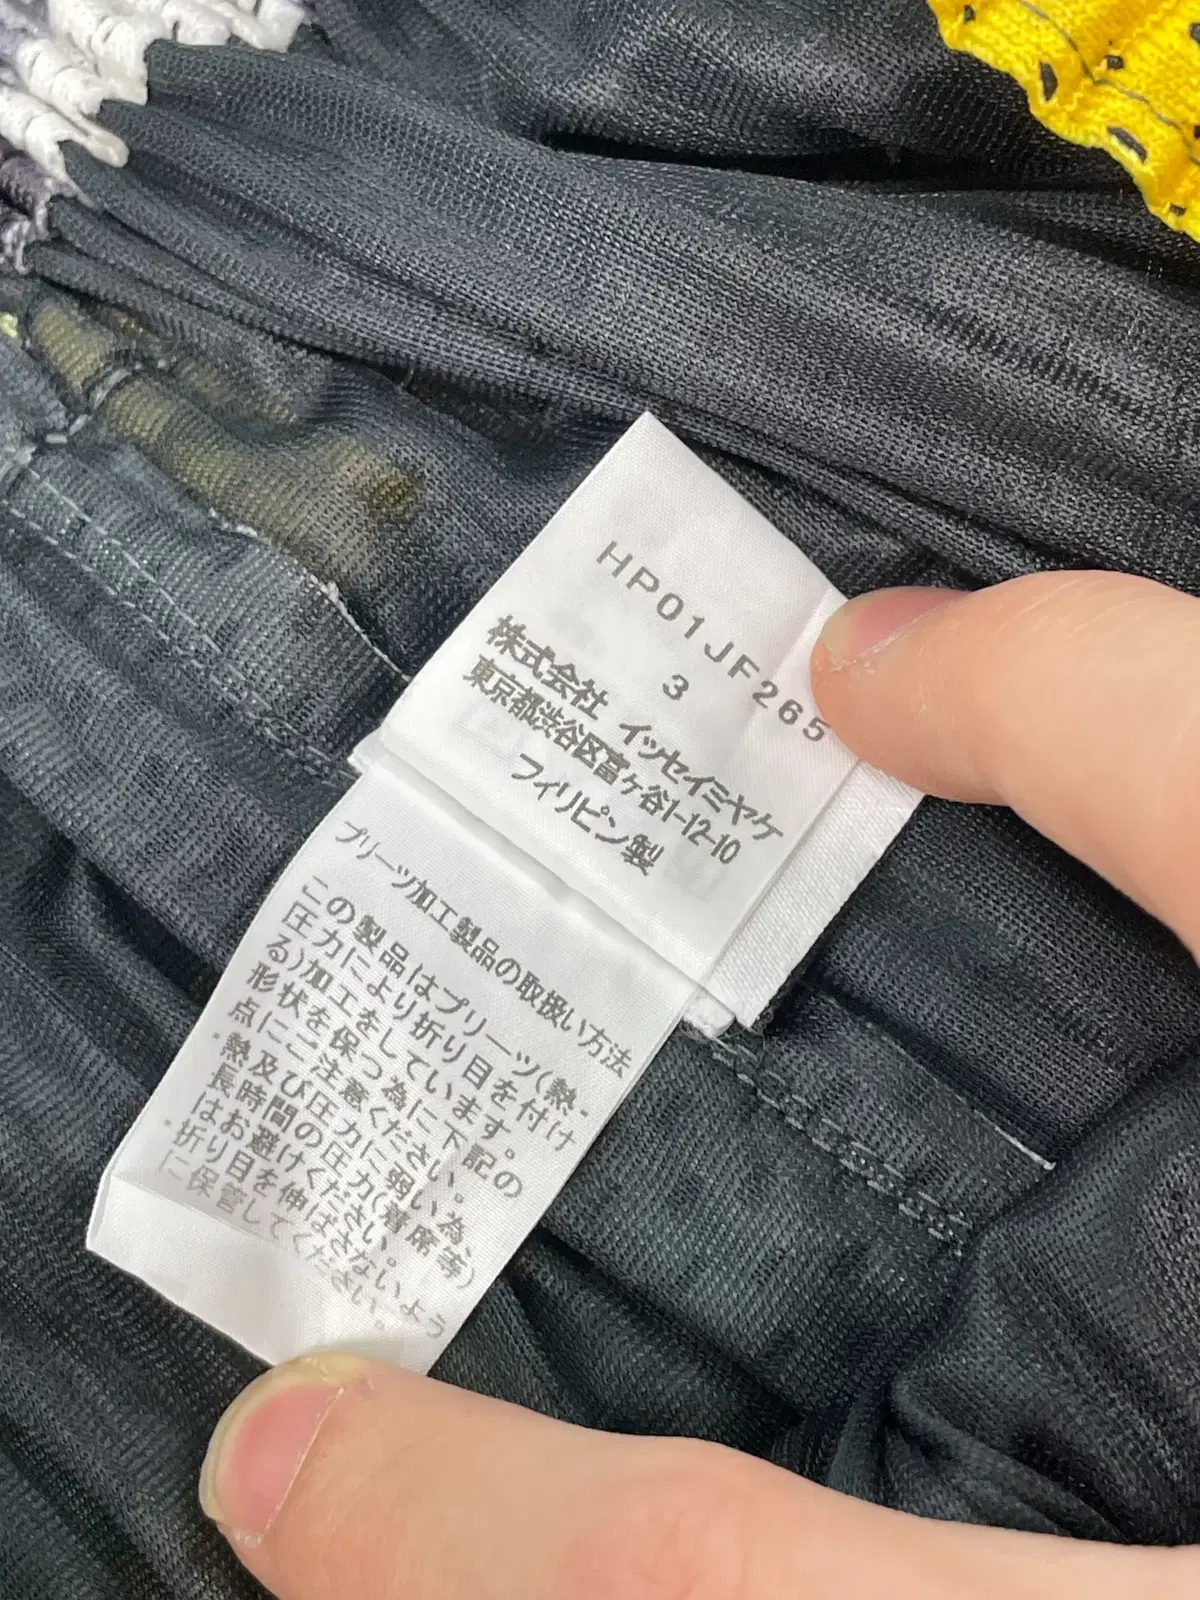 HP01JF265
3
株式会社 イッセイミヤケ
東京都渋谷区富ヶ谷1-12-10
フィリピン製
プリーツ加工製品の取扱い方法
この製品はプリーツ(熱・
圧力により折り目を付け
る)加工をしています。
形状を保つ為に下記の
点にご注意ください。
・熱及び圧力に弱い為、
長時間の圧力(着席等)
はお避けください。
・折り目を伸ばさないよう
に保管してください。